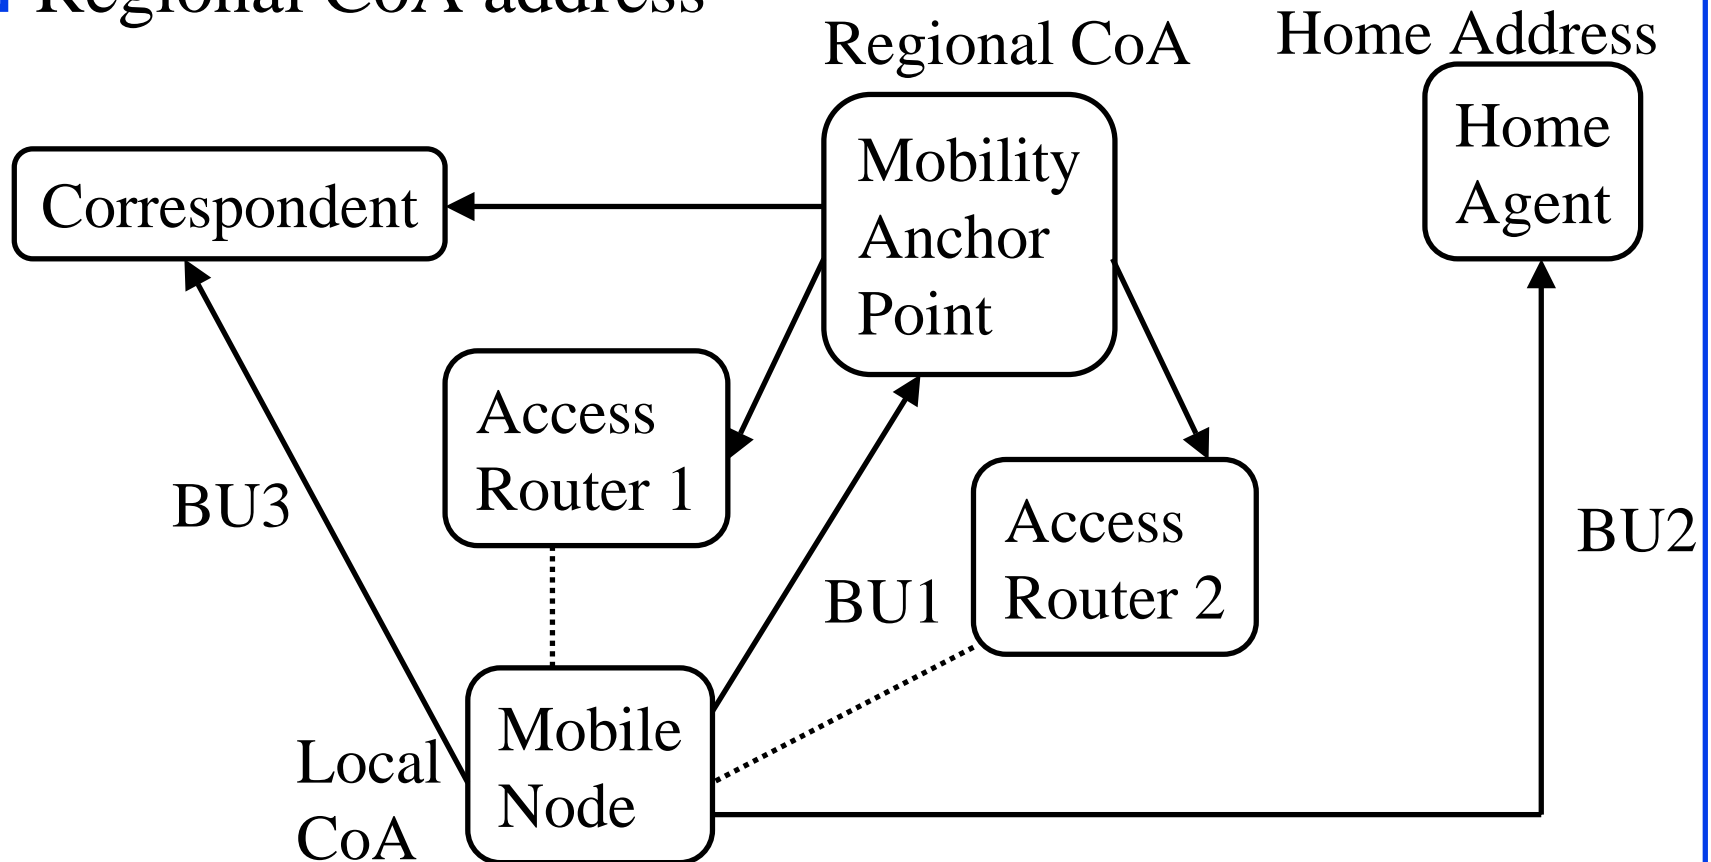 Regional CoA address
Regional CoA
Home Address
Home
Agent
Mobility
Anchor
Point
Correspondent
Access
Router 1
BU3
Access
Router 2
BU2
BU1
Mobile
Node
Local
CoA